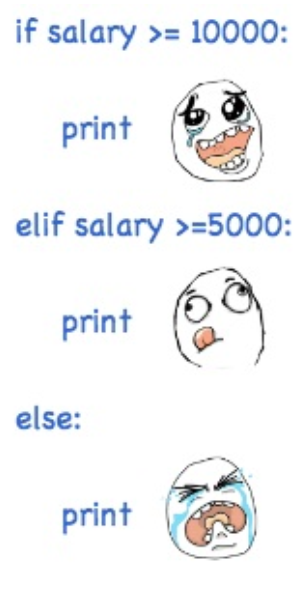 if salary >= 10000:
print
elif salary >=5000:
print
else:
print